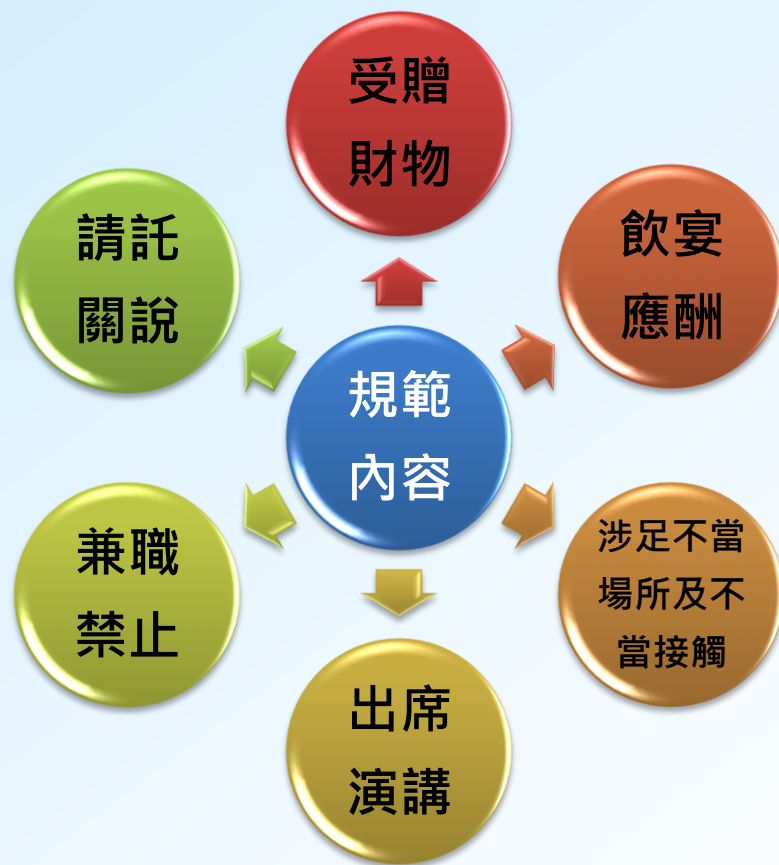 受贈
財物
飲宴
應酬
涉足不當
場所及不
當接觸
出席
演講
兼職
禁止
請託
關說
規範
內容